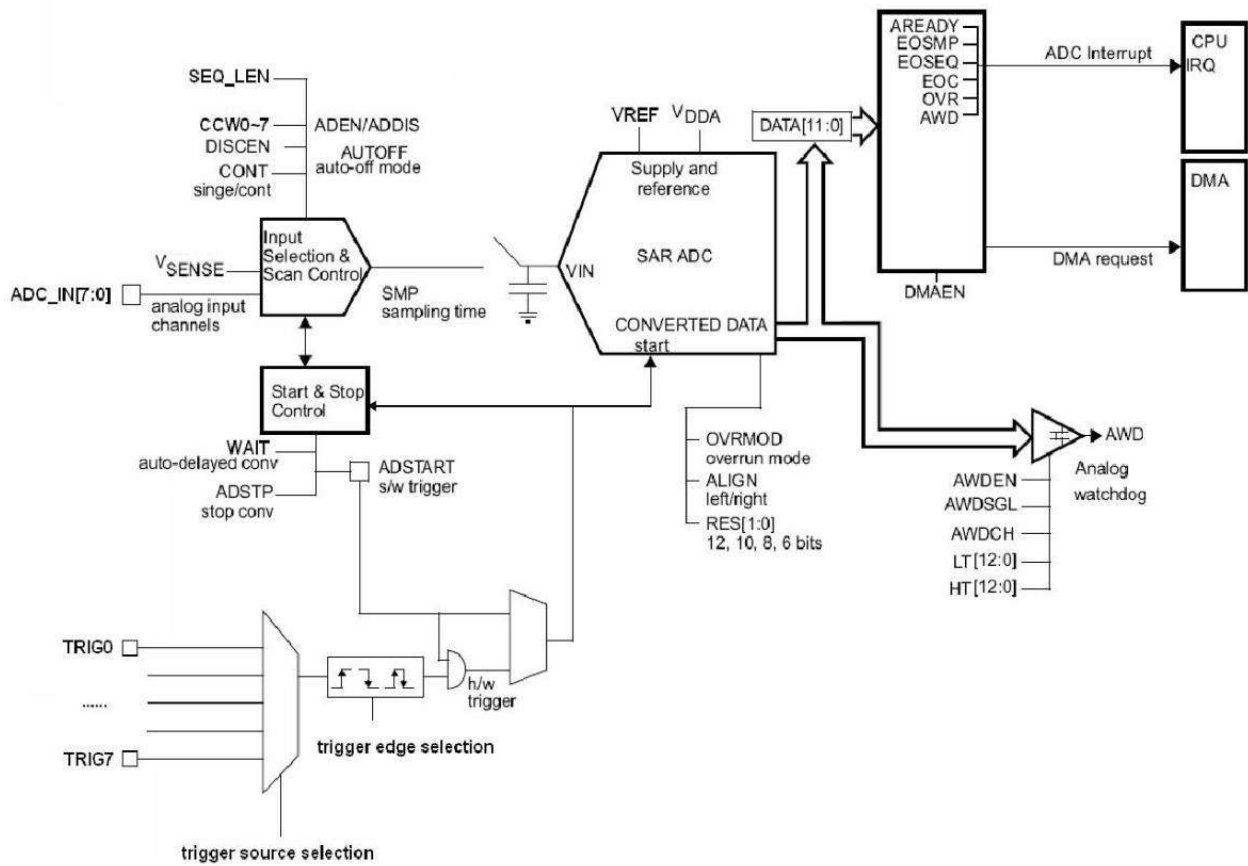 SEQ_LEN
CCW0~7
DISCEN
CONT
singe/cont
ADEN/ADDIS
AUTOFF
auto-off mode
Input
Selection &
Scan Control
VSENSE
ADC_IN[7:0]
analog input
channels
SMP
sampling time
VREF
VDDA
Supply and
reference
SAR ADC
VIN
CONVERTED DATA
start
DATA[11:0]
AREADY
EOSMP
EOSEQ
EOC
OVR
AWD
ADC Interrupt
CPU
IRQ
DMA
DMA request
DMAEN
Start & Stop
Control
WAIT
auto-delayed conv
ADSTP
stop conv
ADSTART
s/w trigger
OVRMOD
overrun mode
ALIGN
left/right
RES[1:0]
12, 10, 8, 6 bits
AWD
Analog
watchdog
AWDEN
AWDSGL
AWDCH
LT[12:0]
HT[12:0]
TRIG0
......
TRIG7
h/w
trigger
trigger edge selection
trigger source selection